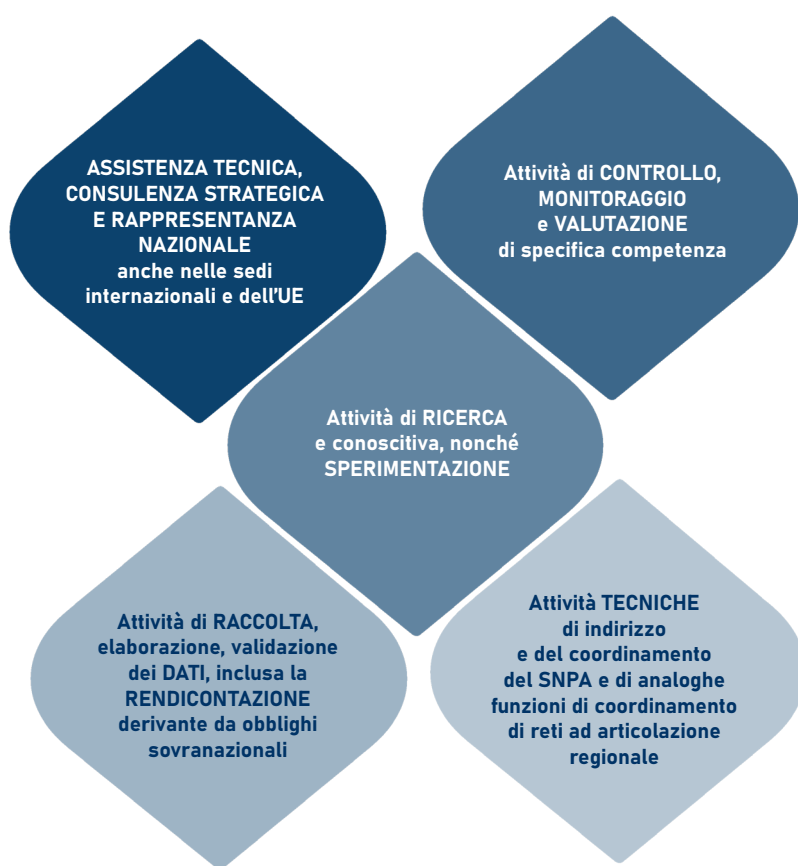 ASSISTENZA TECNICA,
CONSULENZA STRATEGICA
E RAPPRESENTANZA
NAZIONALE
anche nelle sedi
internazionali e dell'UE
Attività di CONTROLLO,
MONITORAGGIO
e VALUTAZIONE
di specifica competenza
Attività di RICERCA
e conoscitiva, nonché
SPERIMENTAZIONE
Attività di RACCOLTA,
elaborazione, validazione
dei DATI, inclusa la
RENDICONTAZIONE
derivante da obblighi
sovranazionali
Attività TECNICHE
di indirizzo
e del coordinamento
del SNPA e di analoghe
funzioni di coordinamento
di reti ad articolazione
regionale